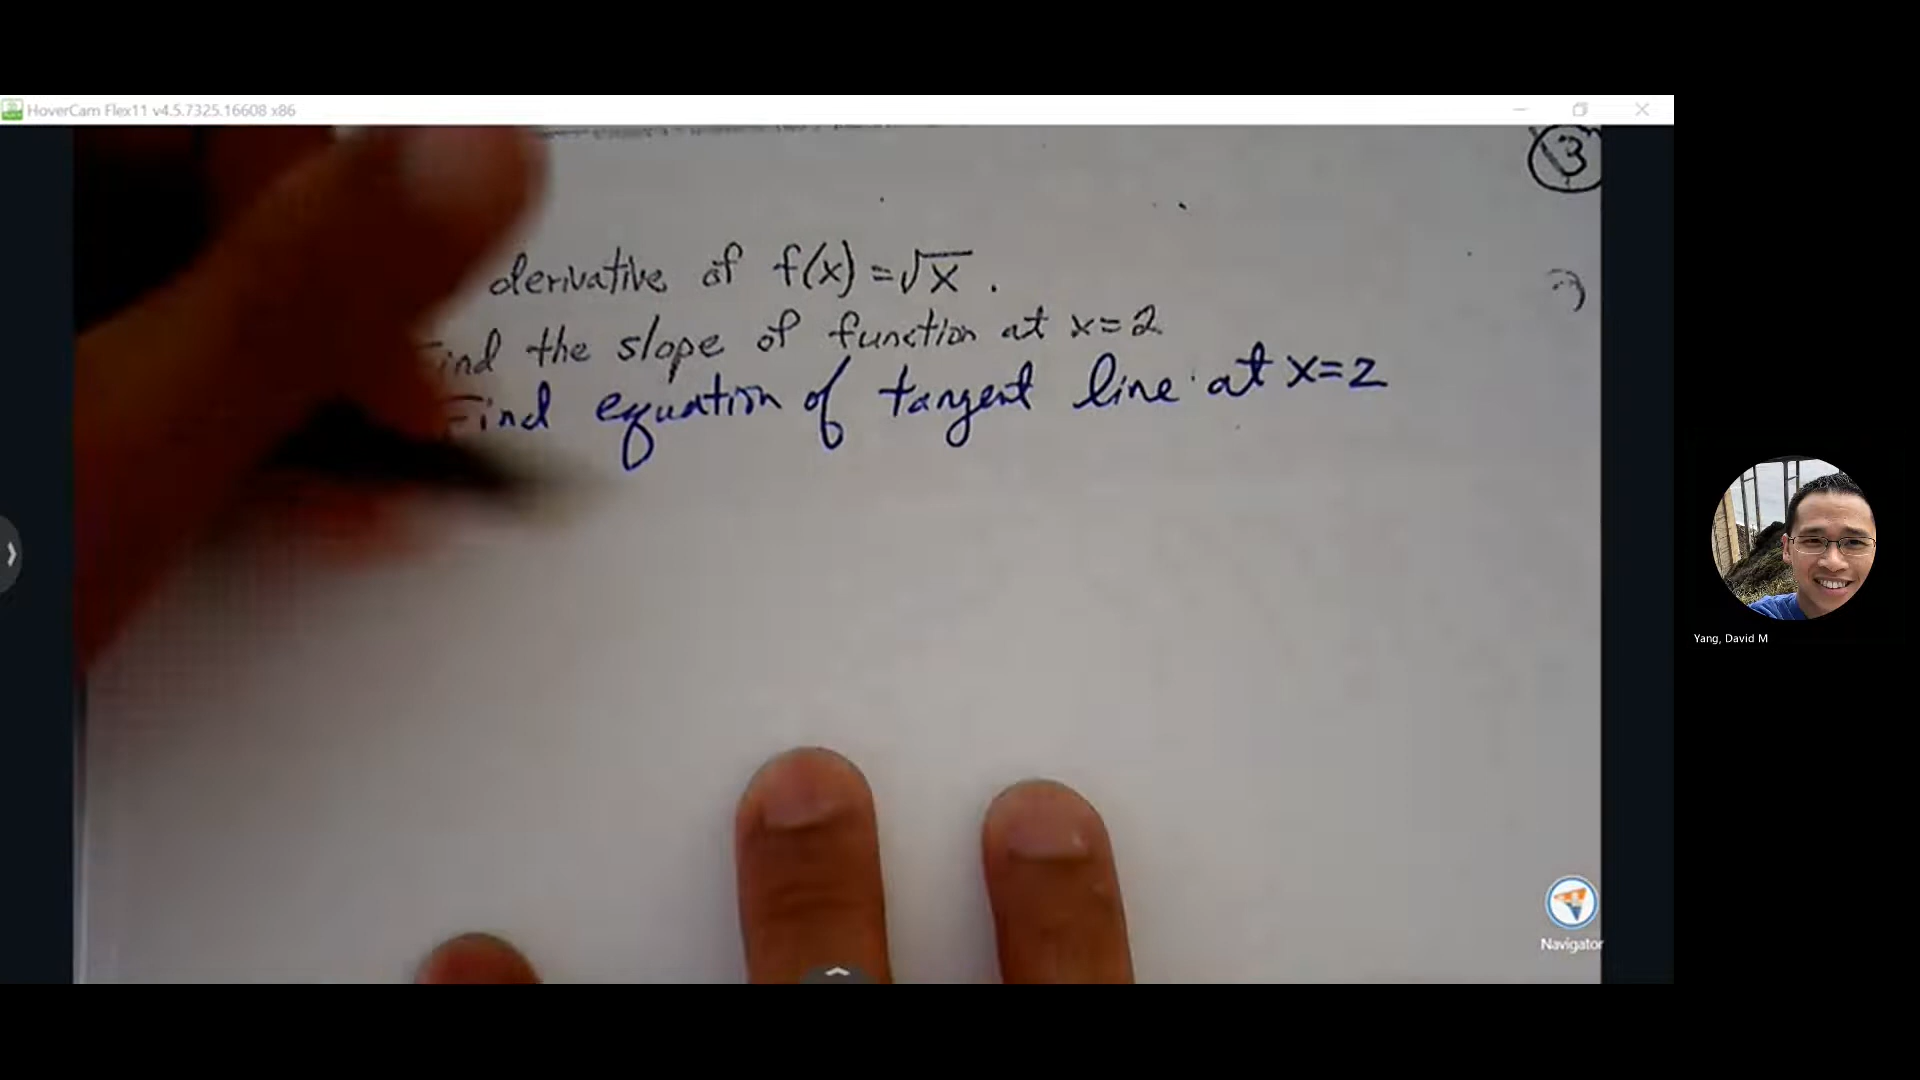 HoverCam Flex11 v4.5.7325.16608 x86
3
derivative of f(x) = √x .
Find the slope of function at x=2
Find equation of tangent line at x=2
Yang, David M
Navigator